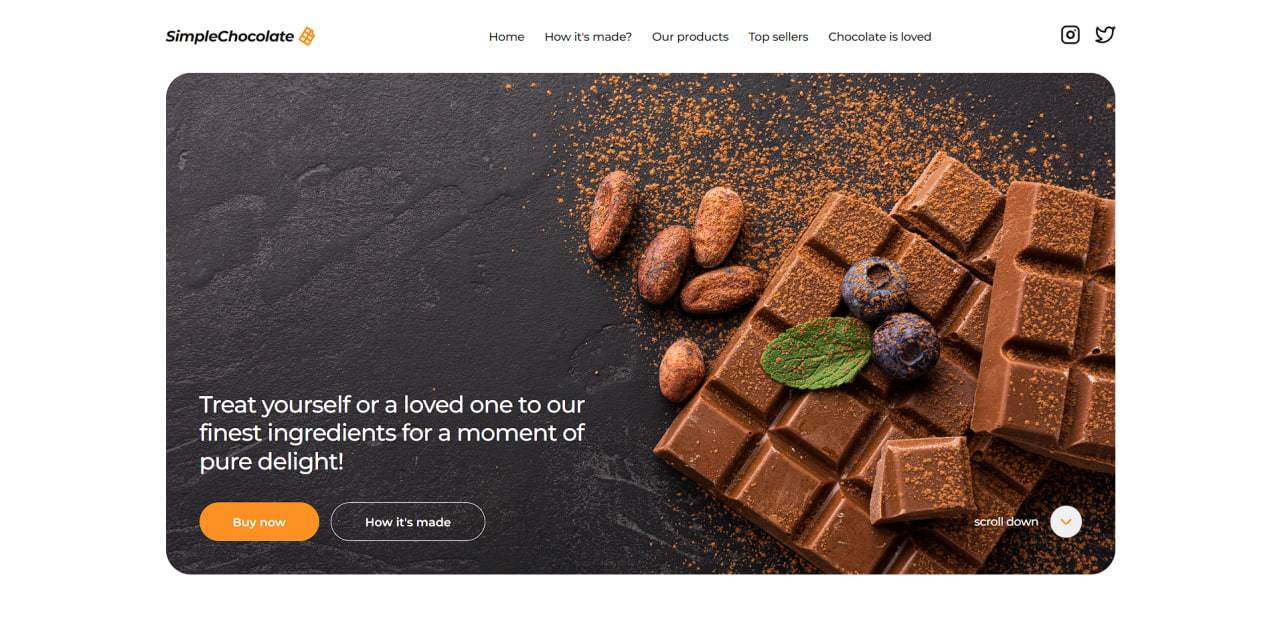 SimpleChocolate
Home
How it's made?
Our products
Top sellers
Chocolate is loved
Treat yourself or a loved one to our
finest ingredients for a moment of
pure delight!
Buy now
How it's made
scroll down